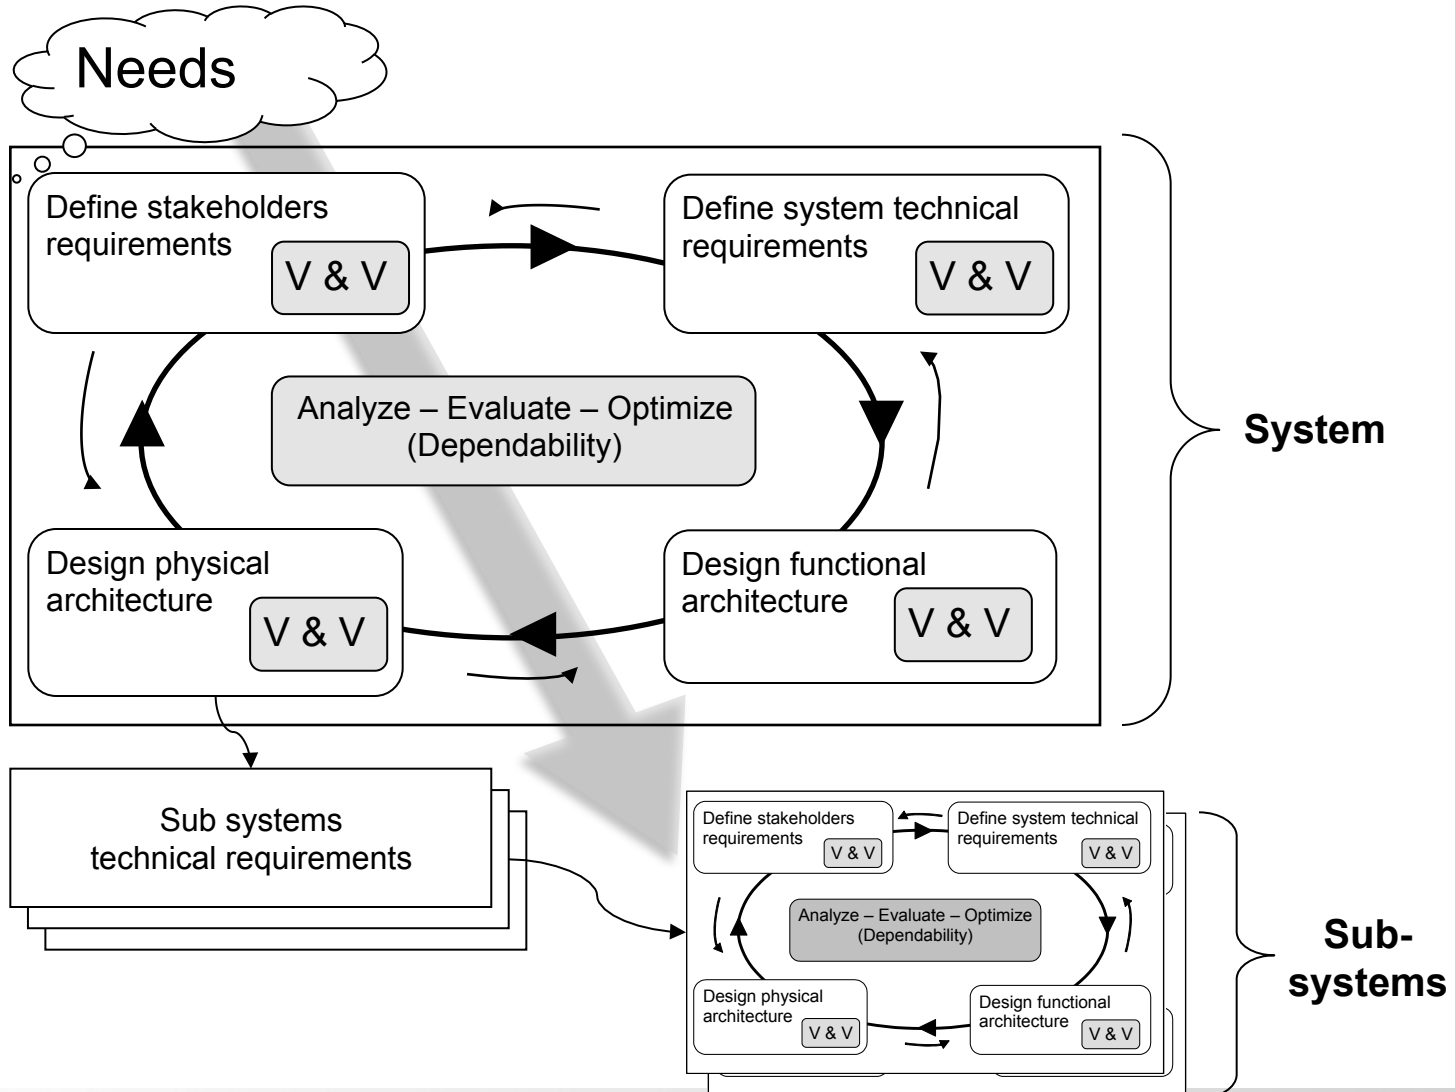 Needs
Define stakeholders
requirements
V & V
Define system technical
requirements
V & V
Analyze – Evaluate – Optimize
(Dependability)
System
Design physical
architecture
V & V
Design functional
architecture
V & V
Sub systems
technical requirements
Define stakeholders
requirements
V & V
Define system technical
requirements
V & V
Analyze – Evaluate – Optimize
(Dependability)
Design physical
architecture
V & V
Design functional
architecture
V & V
Sub-
systems